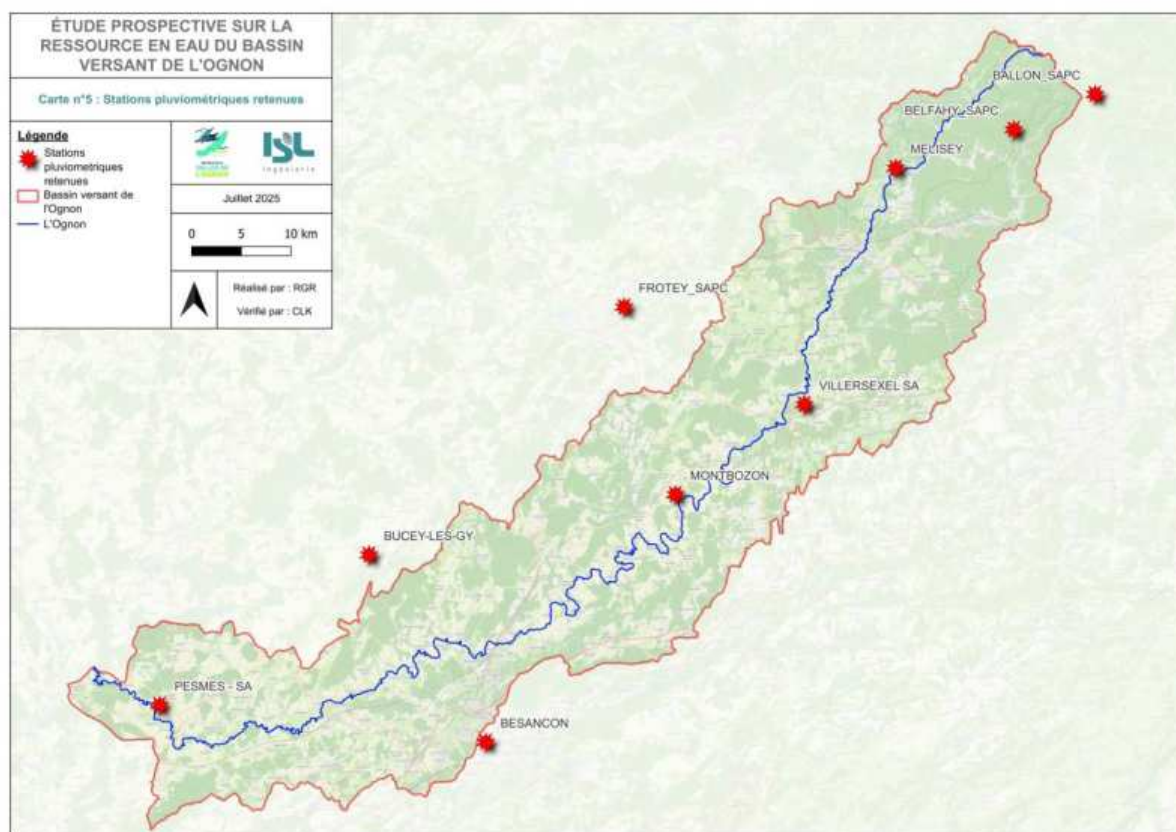 ÉTUDE PROSPECTIVE SUR LA
RESSOURCE EN EAU DU BASSIN
VERSANT DE L'OGNON
Carte n°5 : Stations pluviométriques retenues
Légende
Stations
pluviometriques
retenues
Bassin versant de
l'Ognon
L'Ognon
ISL
Ingénierie
Juillet 2025
0 5 10 km
Réalisé par : RGR
Vérifié par : CLK
BALLON_SAPC
BELFAHY_SAPC
MELISEY
FROTEY_SAPC
VILLERSEXEL SA
MONTBOZON
BUCEY-LES-GY
PESMES - SA
BESANCON